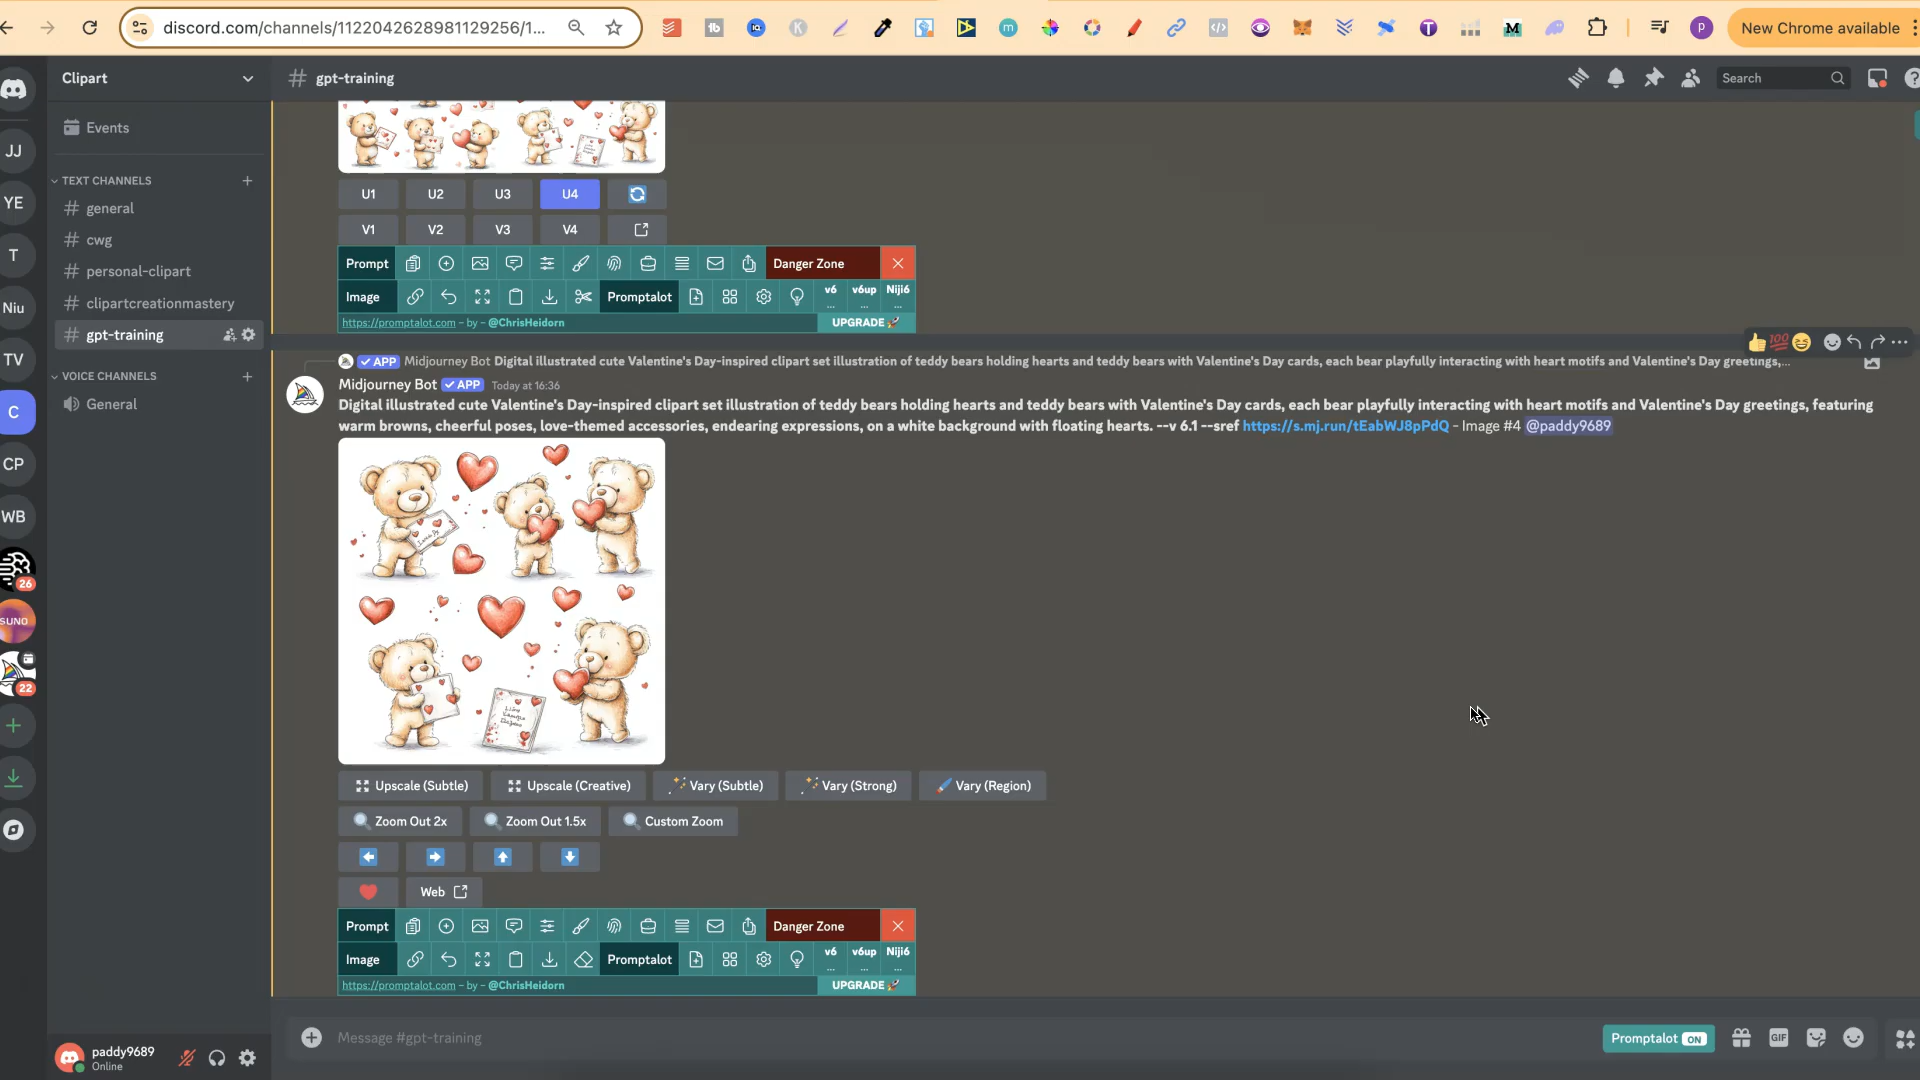 discord.com/channels/1122042628981129256/1...
New Chrome available
Clipart
# gpt-training
Search
Events
TEXT CHANNELS
general
cwg
personal-clipart
clipartcreationmastery
gpt-training
VOICE CHANNELS
General
JJ
YE
T
Niu
TV
C
CP
WB
26
SUNO
22
U1 U2 U3 U4
V1 V2 V3 V4
Prompt Danger Zone
Image Promptalot v6 ... v6up ... Niji6 ...
https://promptalot.com – by – @ChrisHeidorn UPGRADE
APP Midjourney Bot Digital illustrated cute Valentine's Day-inspired clipart set illustration of teddy bears holding hearts and teddy bears with Valentine's Day cards, each bear playfully interacting with heart motifs and Valentine's Day greetings,...
100
Midjourney Bot APP Today at 16:36
Digital illustrated cute Valentine's Day-inspired clipart set illustration of teddy bears holding hearts and teddy bears with Valentine's Day cards, each bear playfully interacting with heart motifs and Valentine's Day greetings, featuring
warm browns, cheerful poses, love-themed accessories, endearing expressions, on a white background with floating hearts. --v 6.1 --sref https://s.mj.run/tEabWJ8pPdQ - Image #4 @paddy9689
Upscale (Subtle) Upscale (Creative) Vary (Subtle) Vary (Strong) Vary (Region)
Zoom Out 2x Zoom Out 1.5x Custom Zoom
Web
Prompt Danger Zone
Image Promptalot v6 ... v6up ... Niji6 ...
https://promptalot.com – by – @ChrisHeidorn UPGRADE
Message #gpt-training
Promptalot ON
GIF
paddy9689
Online